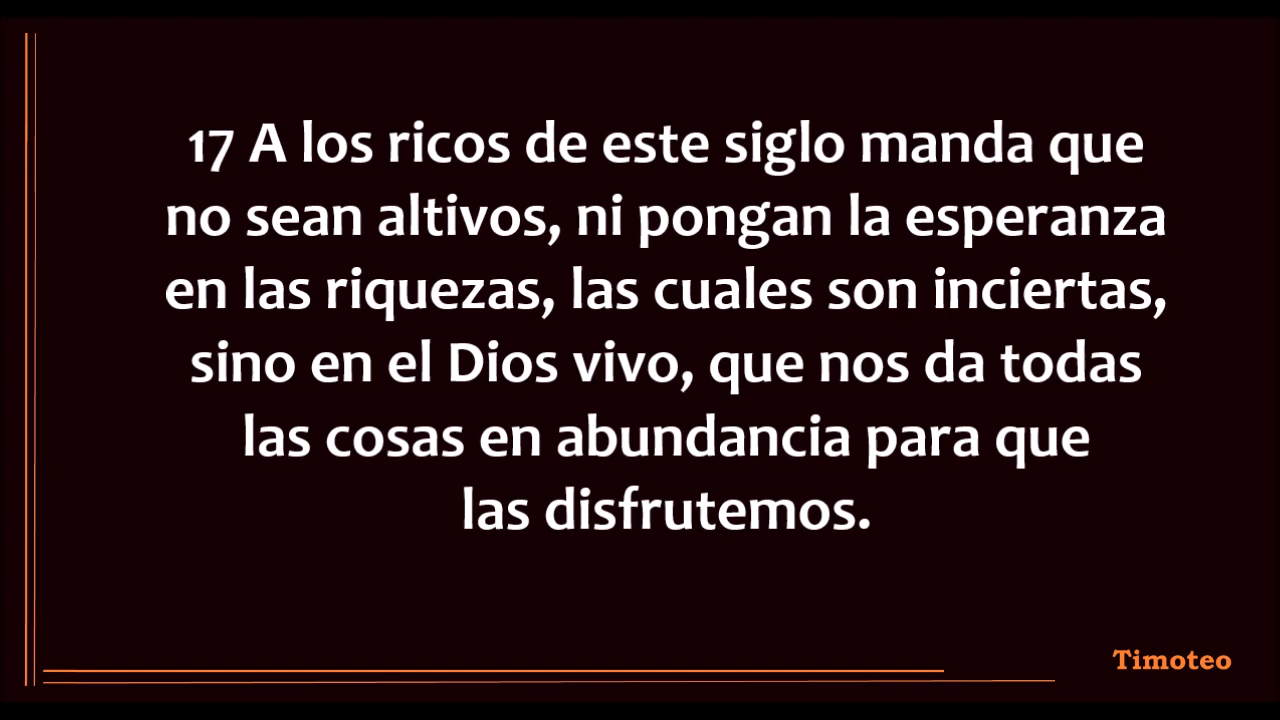 17 A los ricos de este siglo manda que
no sean altivos, ni pongan la esperanza
en las riquezas, las cuales son inciertas,
sino en el Dios vivo, que nos da todas
las cosas en abundancia para que
las disfrutemos.
Timoteo